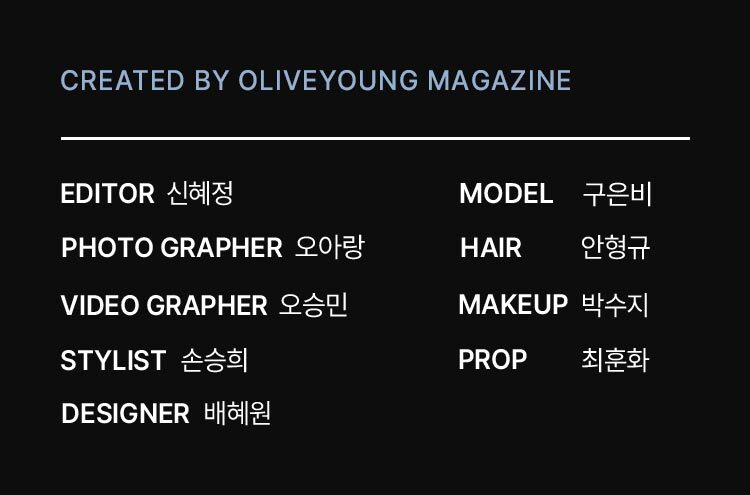 CREATED BY OLIVEYOUNG MAGAZINE
EDITOR 신혜정
PHOTO GRAPHER 오아랑
VIDEO GRAPHER 오승민
STYLIST 손승희
DESIGNER 배혜원
MODEL 구은비
HAIR 안형규
MAKEUP 박수지
PROP 최훈화